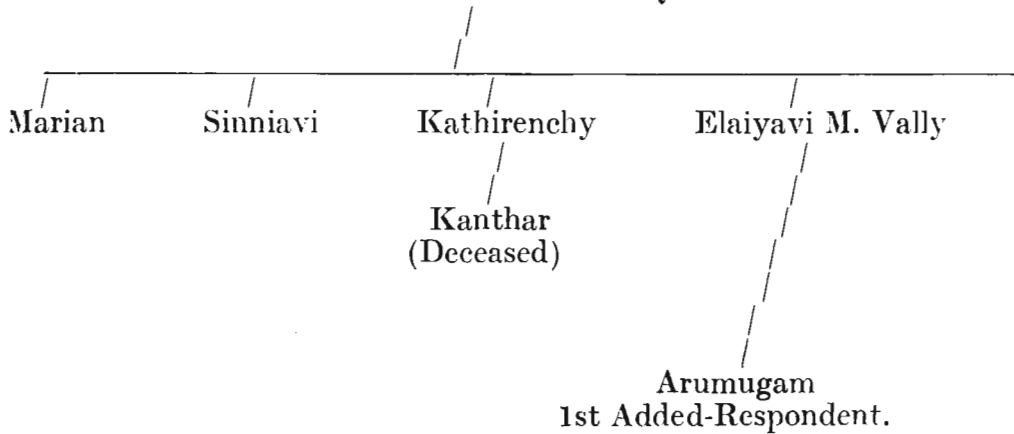 Marian Sinniavi Kathirenchy Elaiyavi M. Vally
Kanthar
(Deceased)
Arumugam
1st Added-Respondent.